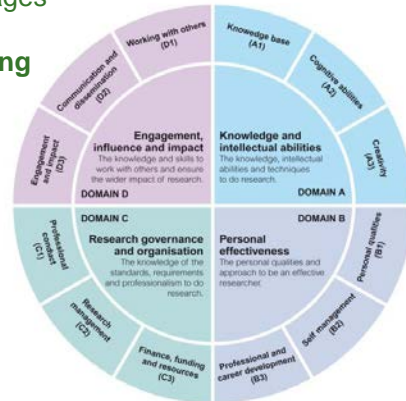 ages
ing
Working with others
(D1)
Knowledge base
(A1)
Communication and
dissemination
(D2)
Cognitive abilities
(A2)
Engagement
and impact
(D3)
Creativity
(A3)
Engagement,
influence and impact
The knowledge and skills to
work with others and ensure
the wider impact of research.
DOMAIN D
Knowledge and
intellectual abilities
The knowledge, intellectual
abilities and techniques
to do research.
DOMAIN A
DOMAIN C
Research governance
and organisation
The knowledge of the
standards, requirements
and professionalism to do
research.
DOMAIN B
Personal
effectiveness
The personal qualities and
approach to be an effective
researcher.
Professional
conduct
(C1)
Personal qualities
(B1)
Research
management
(C2)
Self management
(B2)
Finance, funding
and resources
(C3)
Professional and
career development
(B3)